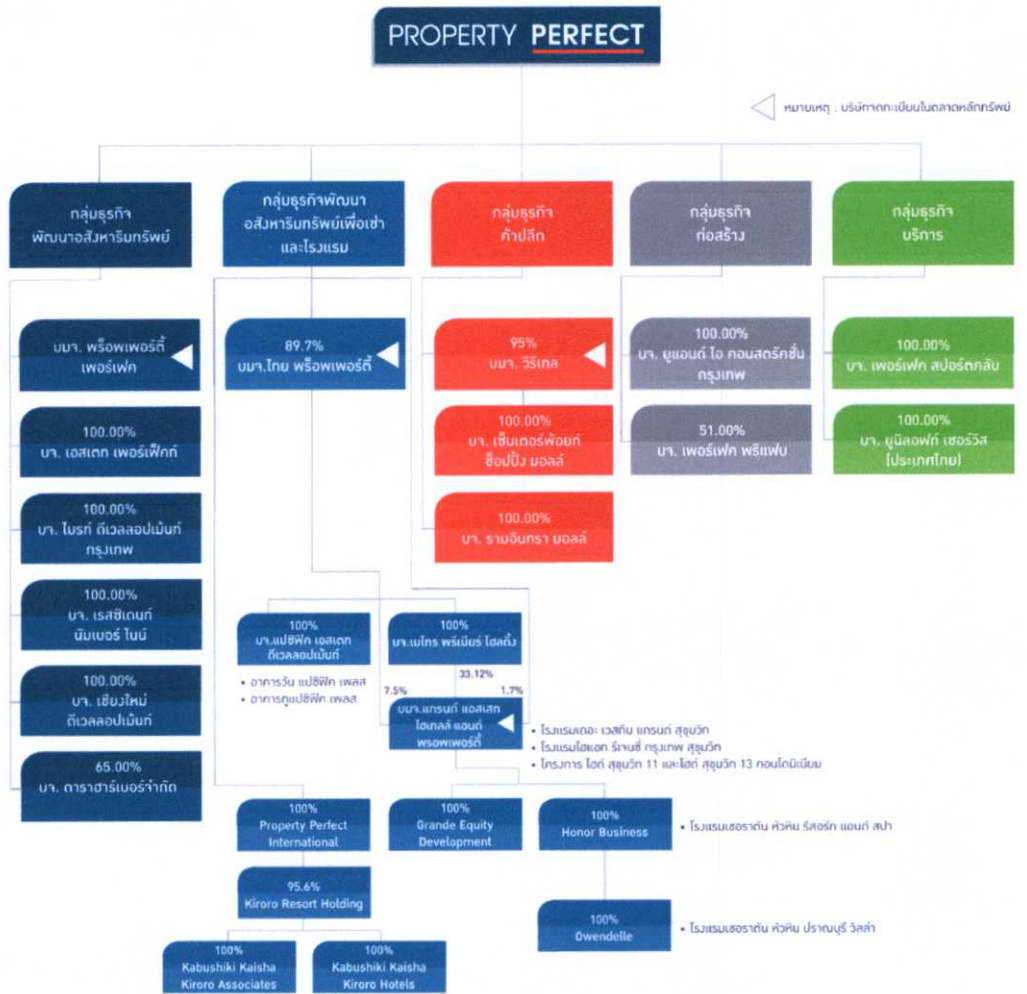 PROPERTY PERFECT
หมายเหตุ : บริษัทจดทะเบียนในตลาดหลักทรัพย์
กลุ่มธุรกิจ
พัฒนาอสังหาริมทรัพย์
กลุ่มธุรกิจพัฒนา
อสังหาริมทรัพย์เพื่อเช่า
และโรงแรม
กลุ่มธุรกิจ
ค้าปลีก
กลุ่มธุรกิจ
ก่อสร้าง
กลุ่มธุรกิจ
บริการ
บมจ. พร็อพเพอร์ตี้
เพอร์เฟค
100.00%
บจ. เอสเตท เพอร์เฟ็คท์
100.00%
บจ. ไบรท์ ดีเวลลอปเม้นท์
กรุงเทพ
100.00%
บจ. เรสซิเดนท์
นัมเบอร์ ไนน์
100.00%
บจ. เชียงใหม่
ดีเวลลอปเม้นท์
65.00%
บจ. ดาราฮาร์เบอร์จำกัด
89.7%
บมจ.ไทย พร็อพเพอร์ตี้
95%
บมจ. วีรีเทล
100.00%
บจ. เซ็นเตอร์พ้อยท์
ช็อปปิ้ง มอลล์
100.00%
บจ. รามอินทรา มอลล์
100.00%
บจ. ยูแอนด์ ไอ คอนสตรัคชั่น
กรุงเทพ
51.00%
บจ. เพอร์เฟค พรีแฟบ
100.00%
บจ. เพอร์เฟค สปอร์ตคลับ
100.00%
บจ. ยูนิลอฟท์ เซอร์วิส
(ประเทศไทย)
100%
บจ.แปซิฟิค เอสเตท
ดีเวลลอปเม้นท์
• อาคารวัน แปซิฟิค เพลส
• อาคารทูแปซิฟิค เพลส
100%
บจ.เมโทร พรีเมียร์ โฮลดิ้ง
33.12%
7.5%
1.7%
บมจ.แกรนด์ แอสเสท
โฮเทลส์ แอนด์
พรอพเพอร์ตี้
• โรงแรมเดอะ เวสทิน แกรนด์ สุขุมวิท
• โรงแรมไฮแอท รีเจนซี่ กรุงเทพ สุขุมวิท
• โครงการ ไฮด์ สุขุมวิท 11 และไฮด์ สุขุมวิท 13 คอนโดมิเนียม
100%
Property Perfect
International
100%
Grande Equity
Development
100%
Honor Business
• โรงแรมเชอราตัน หัวหิน รีสอร์ท แอนด์ สปา
95.6%
Kiroro Resort Holding
100%
Owendelle
• โรงแรมเชอราตัน หัวหิน ปราณบุรี วิลล่า
100%
Kabushiki Kaisha
Kiroro Associates
100%
Kabushiki Kaisha
Kiroro Hotels